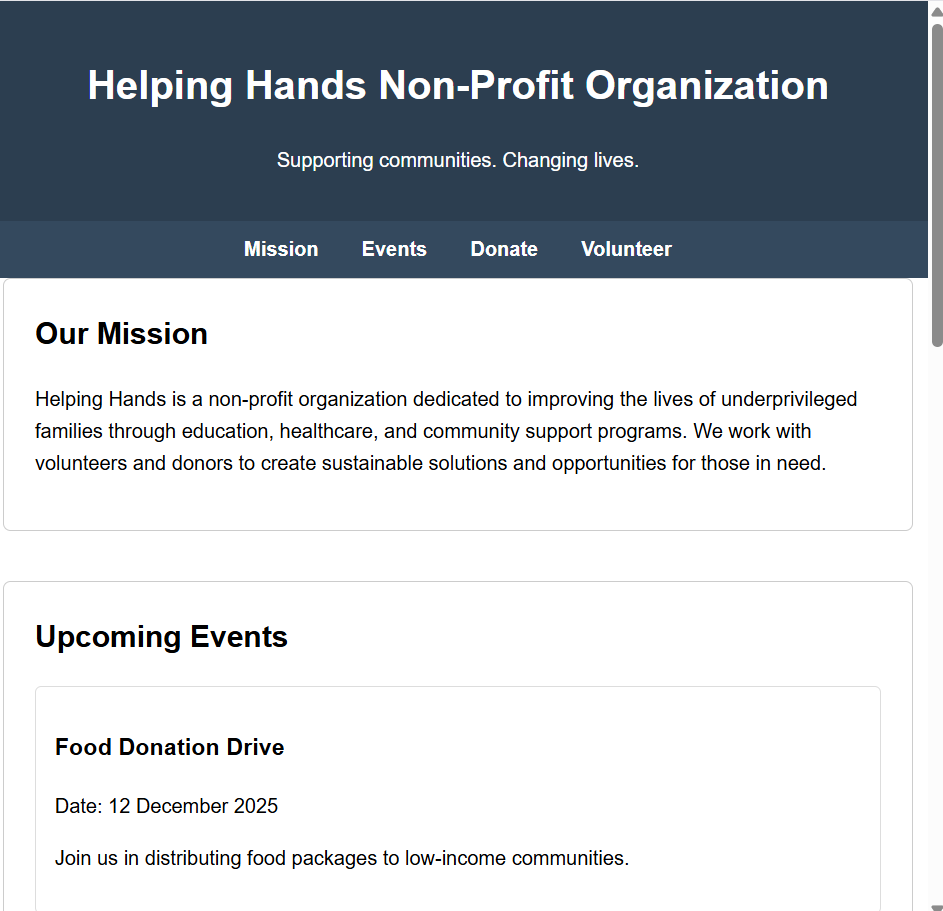 Helping Hands Non-Profit Organization
Supporting communities. Changing lives.
Mission Events Donate Volunteer
Our Mission
Helping Hands is a non-profit organization dedicated to improving the lives of underprivileged
families through education, healthcare, and community support programs. We work with
volunteers and donors to create sustainable solutions and opportunities for those in need.
Upcoming Events
Food Donation Drive
Date: 12 December 2025
Join us in distributing food packages to low-income communities.